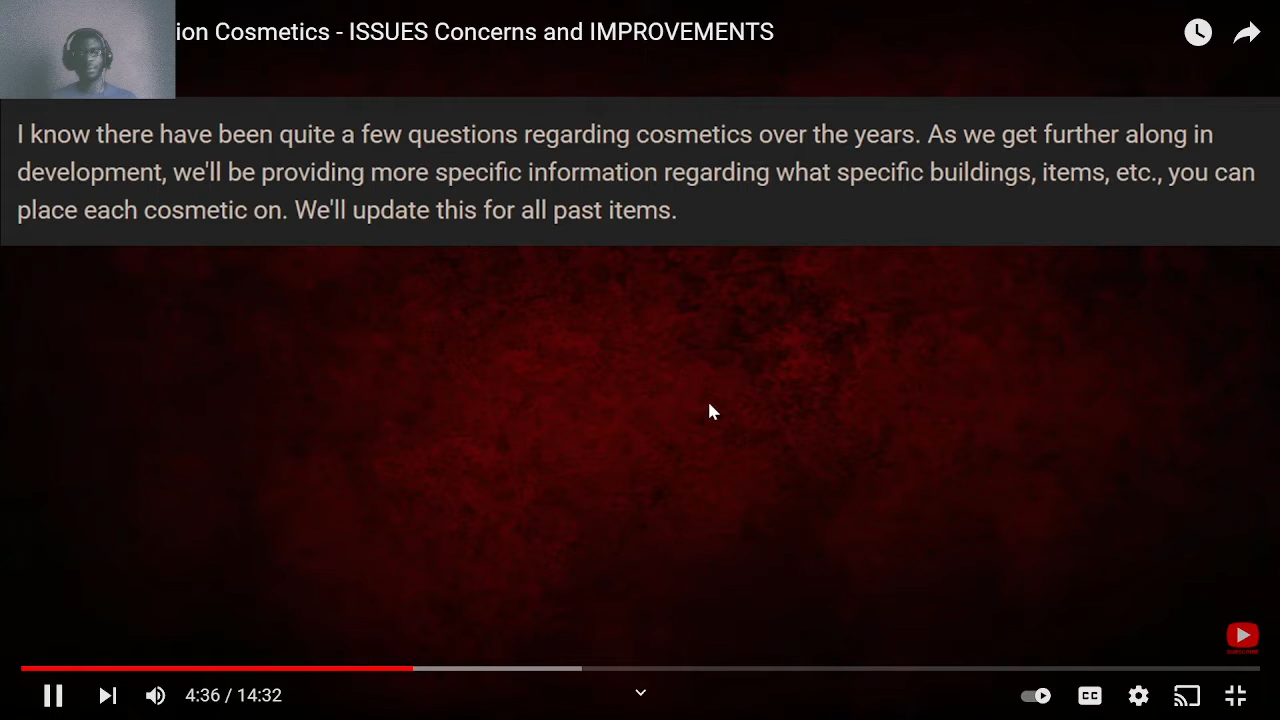 ion Cosmetics - ISSUES Concerns and IMPROVEMENTS
I know there have been quite a few questions regarding cosmetics over the years. As we get further along in
development, we'll be providing more specific information regarding what specific buildings, items, etc., you can
place each cosmetic on. We'll update this for all past items.
SUBSCRIBE
4:36 / 14:32
CC